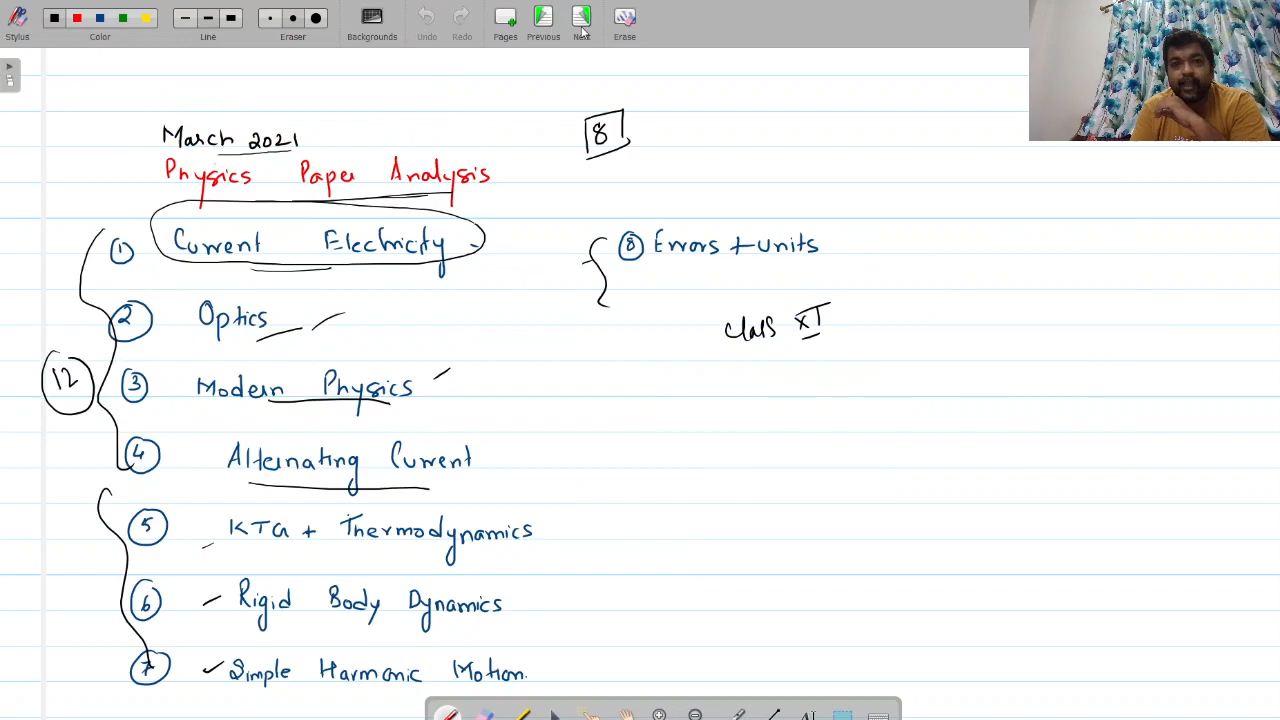 Stylus Color Line Eraser Backgrounds Undo Redo Pages Previous Next Erase
March 2021
8
Physics Paper Analysis
1 Current Electricity
8 Errors + units
2 Optics
class XI
12
3 Modern Physics
4 Alternating Current
5 KTG + Thermodynamics
6 Rigid Body Dynamics
7 Simple Harmonic Motion.